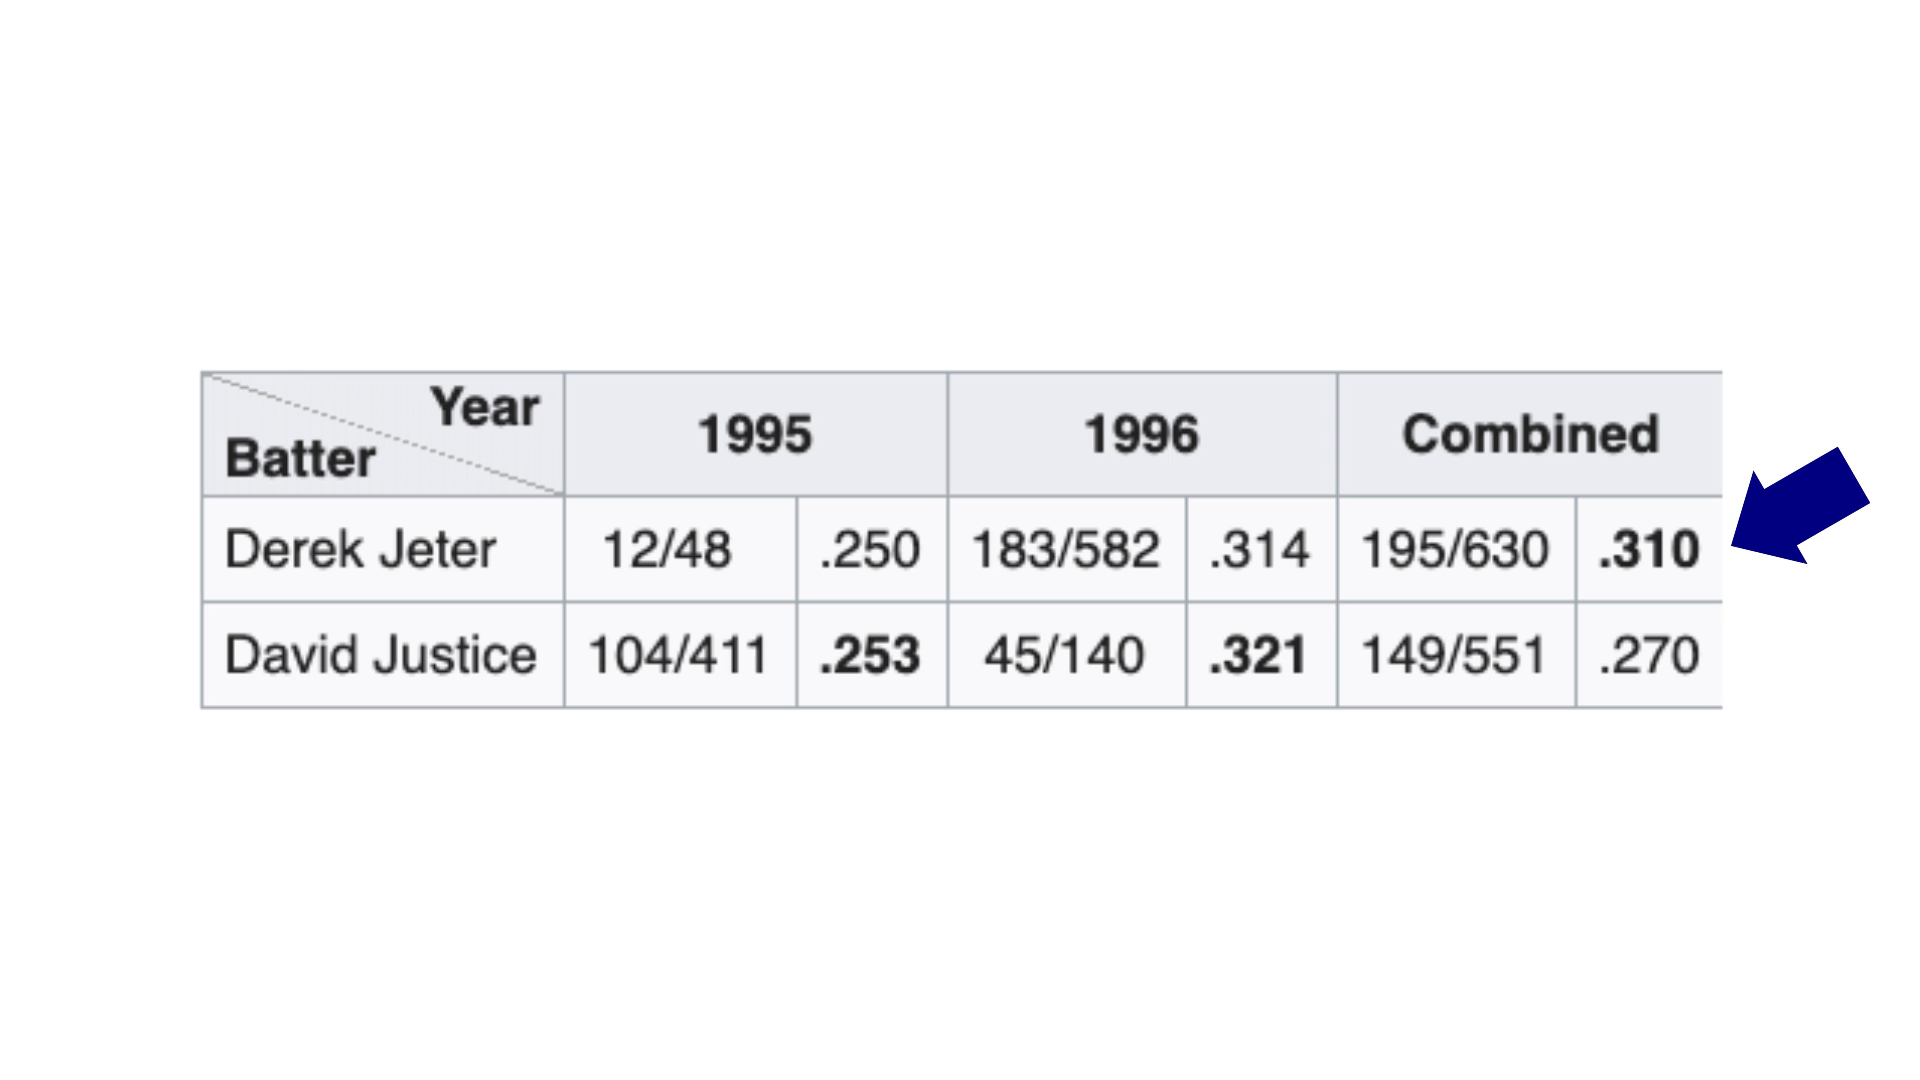 Year
Batter
1995
1996
Combined
Derek Jeter 12/48 .250 183/582 .314 195/630 .310
David Justice 104/411 .253 45/140 .321 149/551 .270